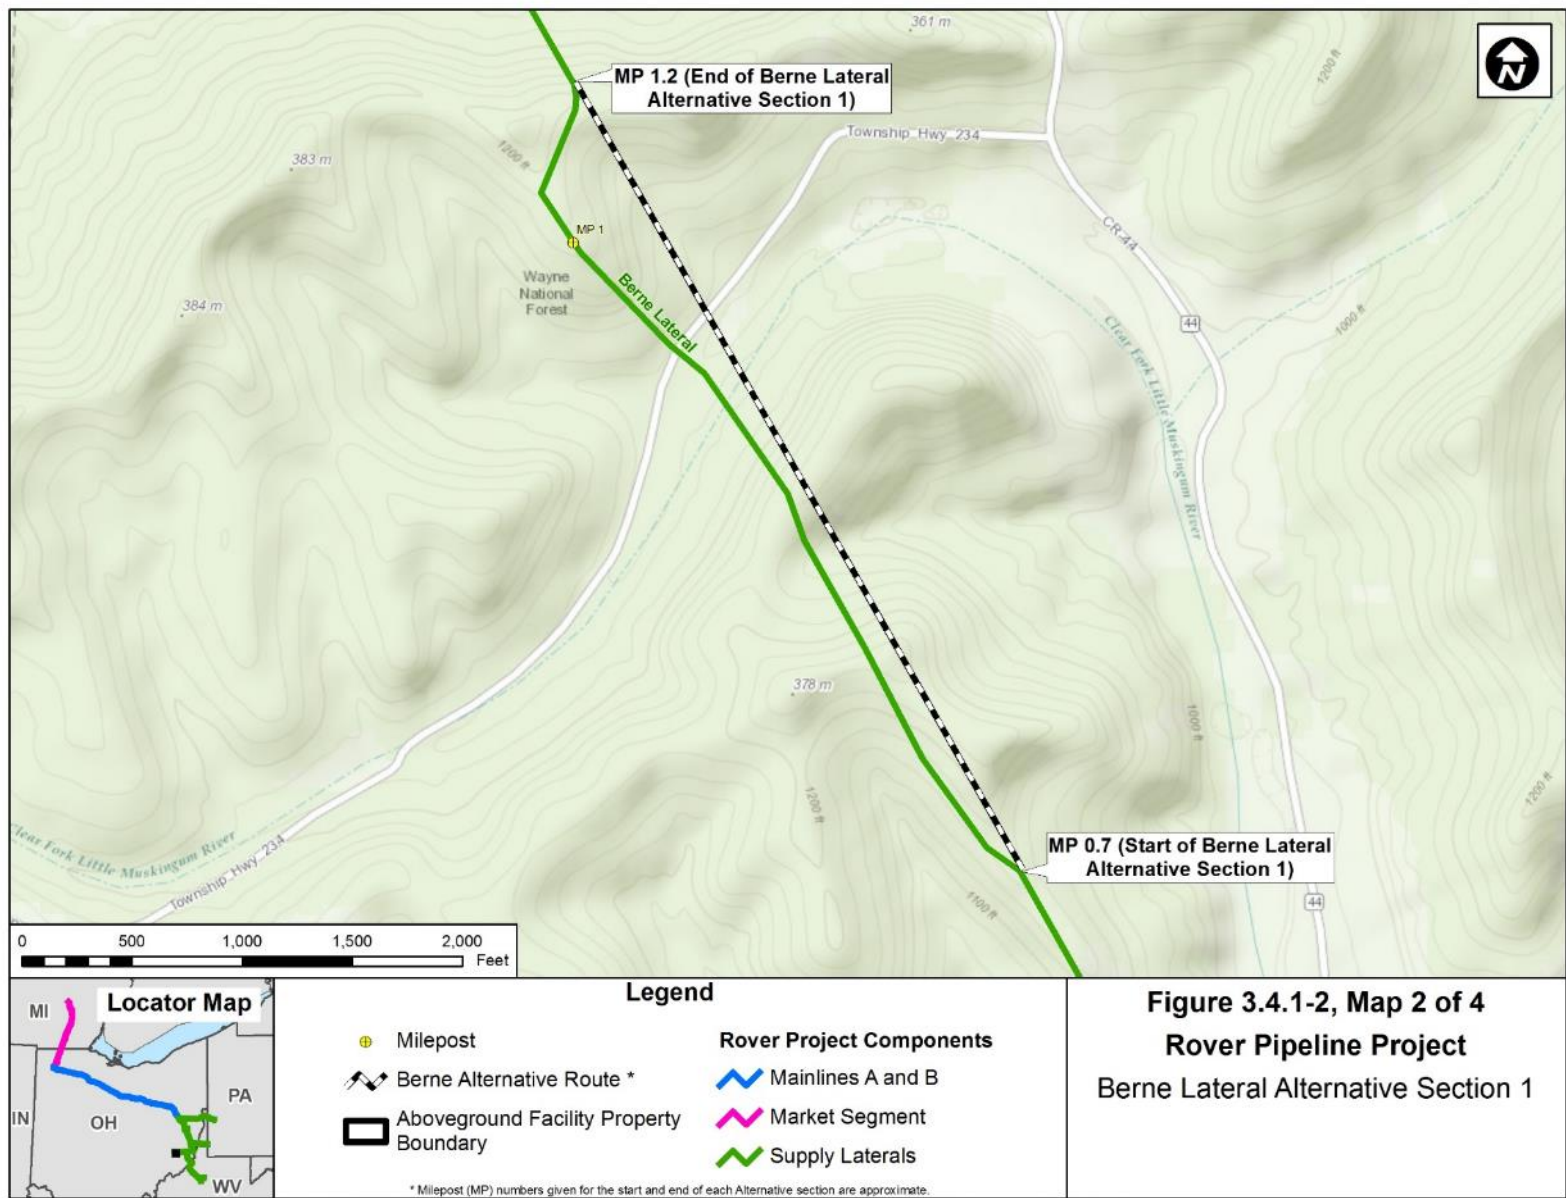 361 m
1200 ft
N
MP 1.2 (End of Berne Lateral
Alternative Section 1)
Township Hwy 234
383 m
1200 ft
CR-44
MP 1
Wayne
National
Forest
Berne Lateral
384 m
44
1000 ft
Clear Fork Little Muskingum River
378 m
1000 ft
1200 ft
1200 ft
MP 0.7 (Start of Berne Lateral
Alternative Section 1)
Clear Fork Little Muskingum River
Township Hwy 234
1100 ft
44
0 500 1,000 1,500 2,000
Feet
Locator Map
MI
IN
OH
PA
WV
Legend
Milepost
Berne Alternative Route *
Aboveground Facility Property
Boundary
Rover Project Components
Mainlines A and B
Market Segment
Supply Laterals
* Milepost (MP) numbers given for the start and end of each Alternative section are approximate.
Figure 3.4.1-2, Map 2 of 4
Rover Pipeline Project
Berne Lateral Alternative Section 1